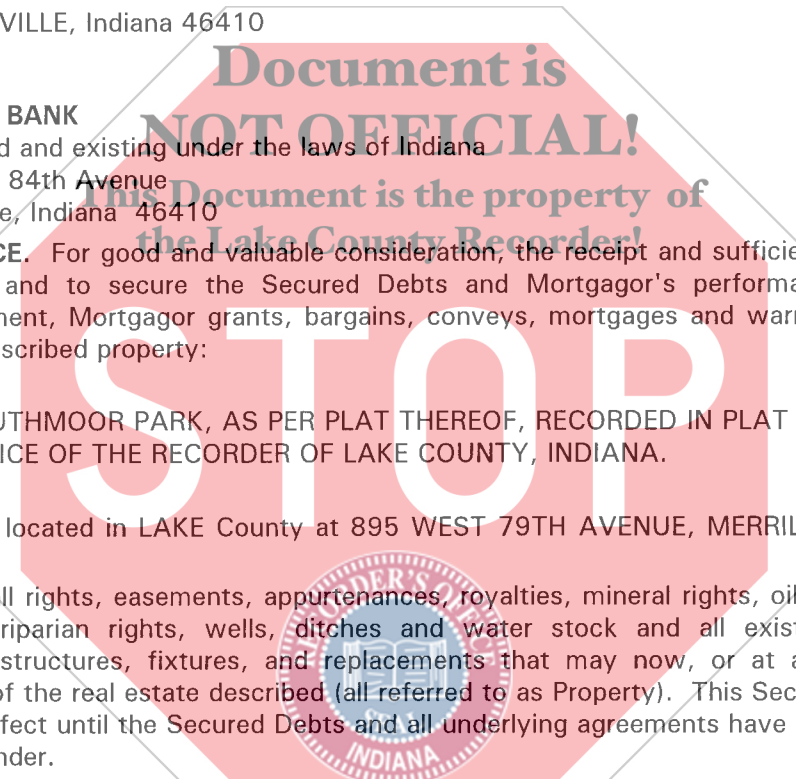 VILLE, Indiana 46410
Document is
BANK
NOT OFFICIAL!
d and existing under the laws of Indiana
84th Avenue
This Document is the property of
e, Indiana 46410
the Lake County Recorder!
CE. For good and valuable consideration, the receipt and sufficie
and to secure the Secured Debts and Mortgagor's performa
ment, Mortgagor grants, bargains, conveys, mortgages and warr
scribed property:
STOP
UTHMOOR PARK, AS PER PLAT THEREOF, RECORDED IN PLAT
ICE OF THE RECORDER OF LAKE COUNTY, INDIANA.
located in LAKE County at 895 WEST 79TH AVENUE, MERRIL
RECORDER'S OFFICE
ll rights, easements, appurtenances, royalties, mineral rights, oil
riparian rights, wells, ditches and water stock and all exist
structures, fixtures, and replacements that may now, or at a
of the real estate described (all referred to as Property). This Sec
SEAL
fect until the Secured Debts and all underlying agreements have
nder.
INDIANA